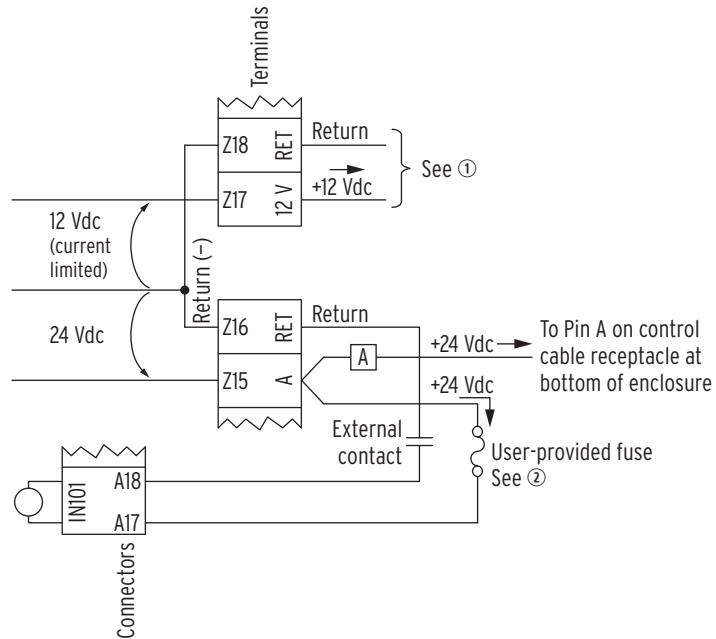 Terminals
Z18
RET
Return
Z17
12 V
+12 Vdc
See ①
12 Vdc
(current
limited)
Return (–)
24 Vdc
Z16
RET
Return
Z15
A
A
+24 Vdc
To Pin A on control
cable receptacle at
bottom of enclosure
+24 Vdc
External
contact
User-provided fuse
See ②
IN101
A18
A17
Connectors